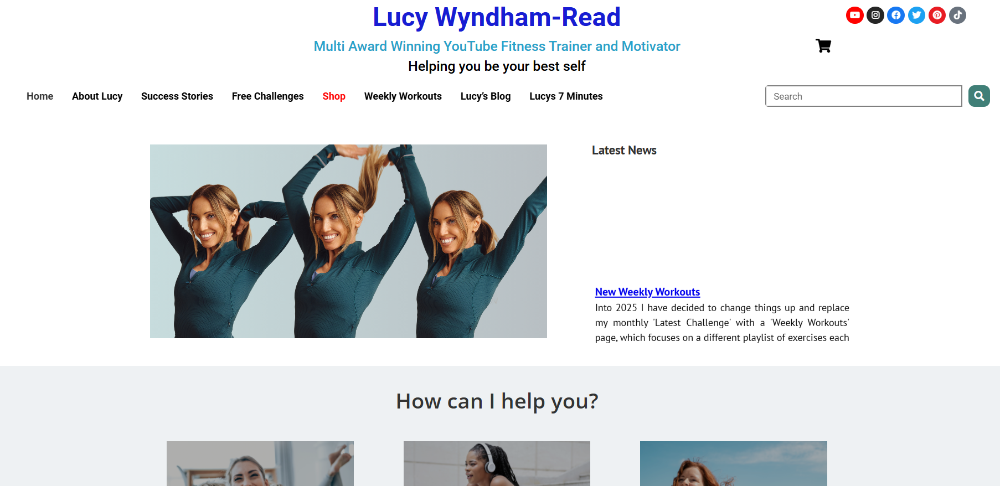 Lucy Wyndham-Read
Multi Award Winning YouTube Fitness Trainer and Motivator
Helping you be your best self
Home About Lucy Success Stories Free Challenges Shop Weekly Workouts Lucy’s Blog Lucys 7 Minutes
Search
Latest News
New Weekly Workouts
Into 2025 I have decided to change things up and replace
my monthly 'Latest Challenge' with a 'Weekly Workouts'
page, which focuses on a different playlist of exercises each
How can I help you?